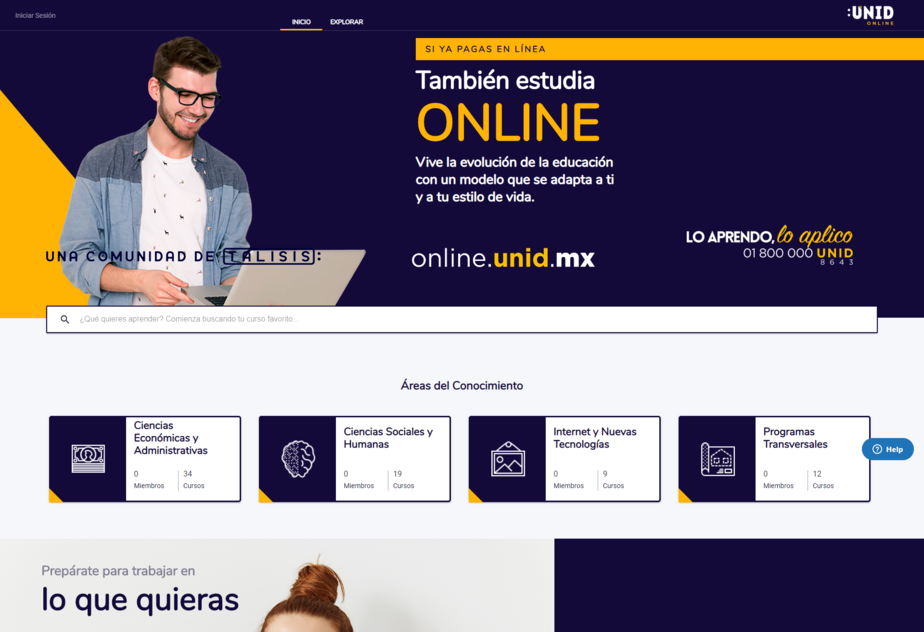 Iniciar Sesión
INICIO
EXPLORAR
:UNID
ONLINE
SI YA PAGAS EN LÍNEA
También estudia
ONLINE
Vive la evolución de la educación
con un modelo que se adapta a ti
y a tu estilo de vida.
UNA COMUNIDAD DE TALISIS:
online.unid.mx
LO APRENDO, lo aplico
01 800 000 UNID
8 6 4 3
¿Qué quieres aprender? Comienza buscando tu curso favorito...
Áreas del Conocimiento
Ciencias
Económicas y
Administrativas
0
34
Miembros
Cursos
Ciencias Sociales y
Humanas
0
19
Miembros
Cursos
Internet y Nuevas
Tecnologías
0
9
Miembros
Cursos
Programas
Transversales
0
12
Miembros
Cursos
Help
Prepárate para trabajar en
lo que quieras